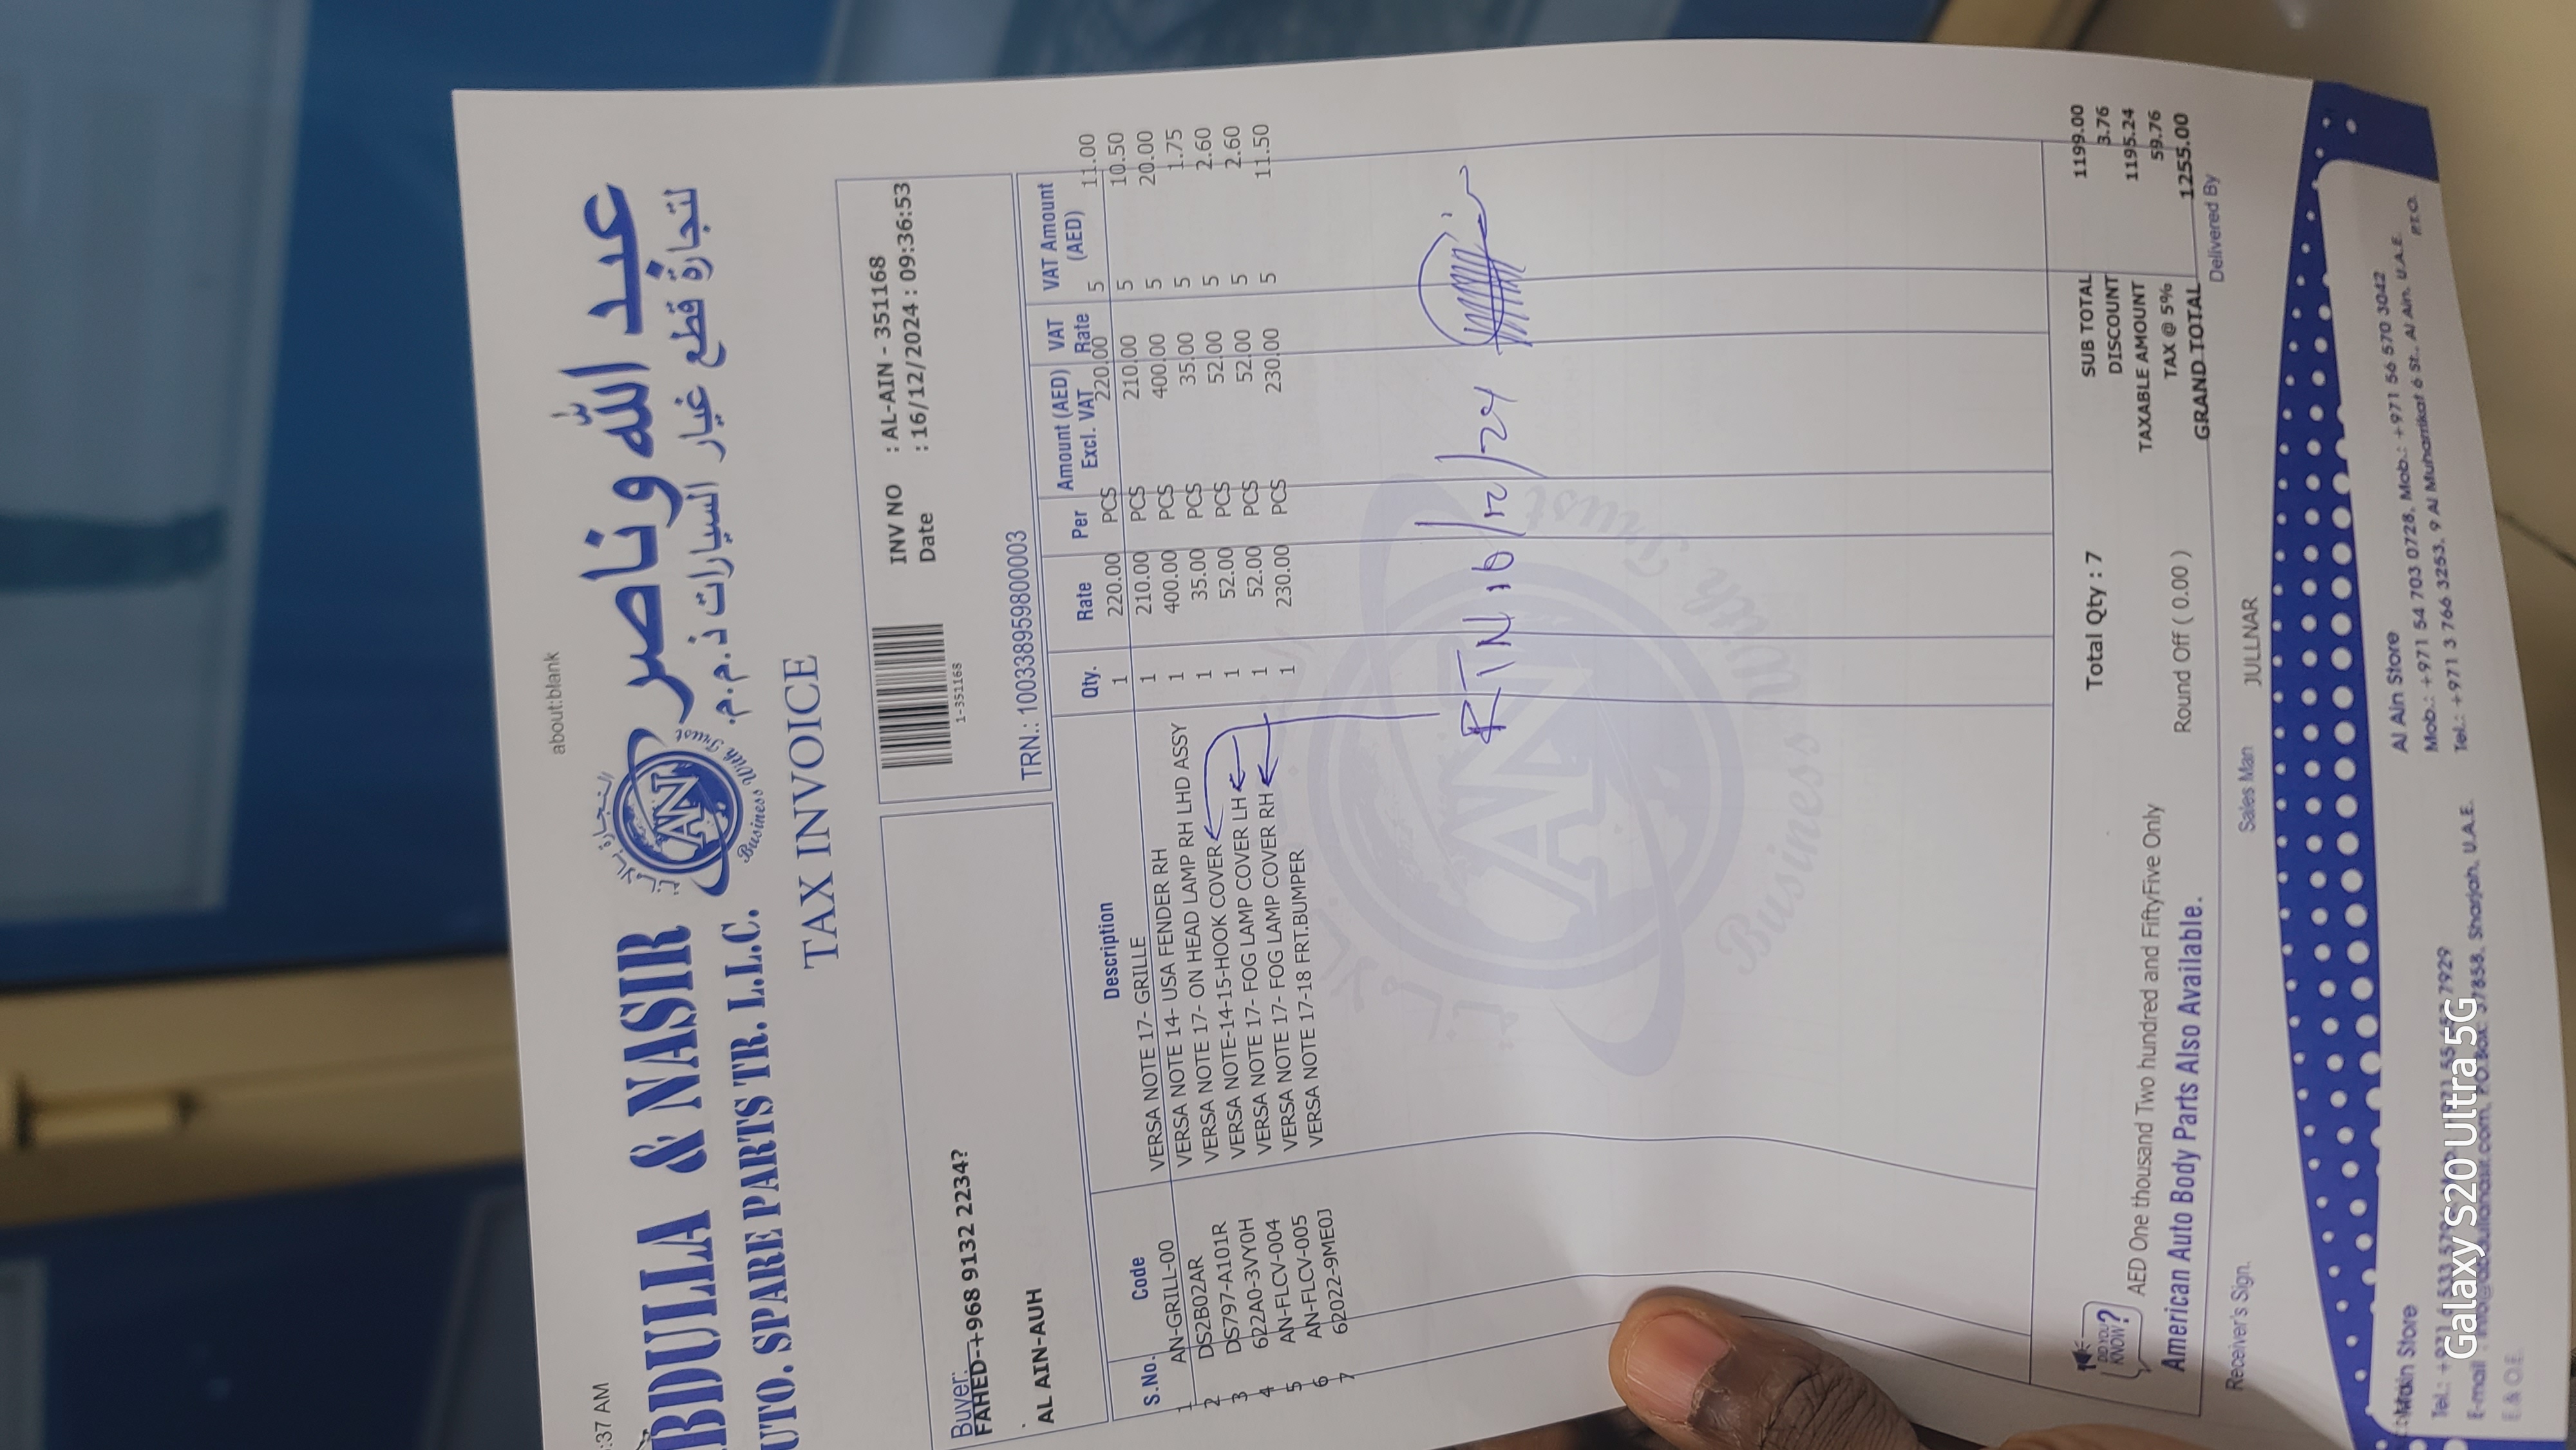 :37 AM
about:blank
BDULLA & NASIR
عبد الله وناصر
UTO. SPARE PARTS TR. L.L.C.
لتجارة قطع غيار السيارات ذ.م.م.
AN
Business With Trust
TAX INVOICE
Buyer:
FAHED-+968 9132 2234?
AL AIN-AUH
1-351168
INV NO : AL-AIN - 351168
Date : 16/12/2024 : 09:36:53
TRN.: 100338959800003
S.No. Code Description Qty. Rate Per Amount (AED) Excl. VAT VAT Rate VAT Amount (AED)
1 AN-GRILL-00 VERSA NOTE 17- GRILLE 1 220.00 PCS 220.00 5 11.00
2 DS2B02AR VERSA NOTE 14- USA FENDER RH 1 210.00 PCS 210.00 5 10.50
3 DS797-A101R VERSA NOTE 17- ON HEAD LAMP RH LHD ASSY 1 400.00 PCS 400.00 5 20.00
4 622A0-3VY0H VERSA NOTE-14-15-HOOK COVER 1 35.00 PCS 35.00 5 1.75
5 AN-FLCV-004 VERSA NOTE 17- FOG LAMP COVER LH 1 52.00 PCS 52.00 5 2.60
6 AN-FLCV-005 VERSA NOTE 17- FOG LAMP COVER RH 1 52.00 PCS 52.00 5 2.60
7 62022-9ME0J VERSA NOTE 17-18 FRT.BUMPER 1 230.00 PCS 230.00 5 11.50
RTN 16/12/24
AN
Business With Trust
Total Qty : 7
SUB TOTAL 1199.00
DISCOUNT 3.76
TAXABLE AMOUNT 1195.24
TAX @ 5% 59.76
GRAND TOTAL 1255.00
DID YOU KNOW?
AED One thousand Two hundred and FiftyFive Only
Round Off ( 0.00 )
American Auto Body Parts Also Available.
Receiver's Sign. Sales Man JULLNAR Delivered By
Main Store
7929
37858, Sharjah, U.A.E.
E. & O.E.
Al Ain Store
Mob.: +971 54 703 0728, Mob.: +971 56 570 3042
Tel.: +971 3 766 3253, 9 Al Muharrikat 6 St., Al Ain, U.A.E.
P.T.O.
Galaxy S20 Ultra 5G